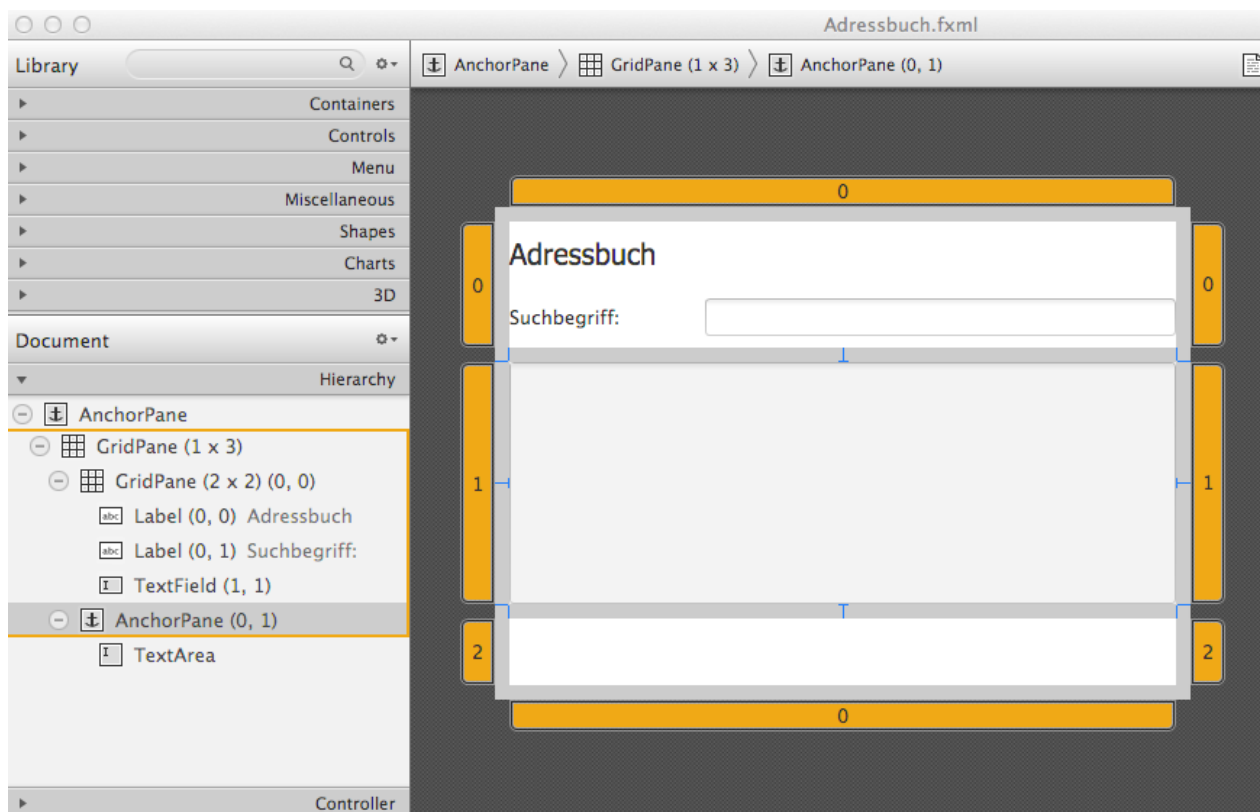 Adressbuch.fxml
Library
AnchorPane GridPane (1 x 3) AnchorPane (0, 1)
Containers
Controls
Menu
Miscellaneous
Shapes
Charts
3D
Document
Hierarchy
AnchorPane
GridPane (1 x 3)
GridPane (2 x 2) (0, 0)
abc Label (0, 0) Adressbuch
abc Label (0, 1) Suchbegriff:
TextField (1, 1)
AnchorPane (0, 1)
TextArea
Controller
0
Adressbuch
0 0
Suchbegriff:
1 1
2 2
0